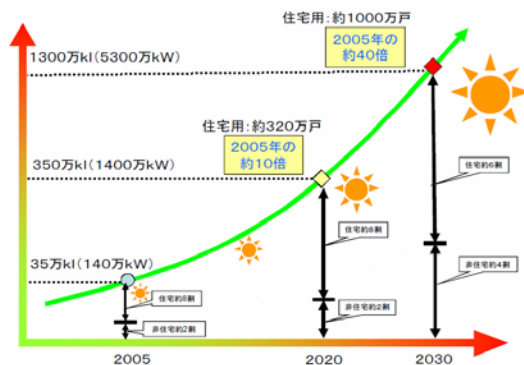 住宅用：約1000万戸
2005年の
約40倍
1300万kl（5300万kW）
住宅用：約320万戸
2005年の
約10倍
350万kl（1400万kW）
住宅約6割
住宅約8割
35万kl（140万kW）
住宅約8割
非住宅約4割
非住宅約2割
非住宅約2割
2005
2020
2030